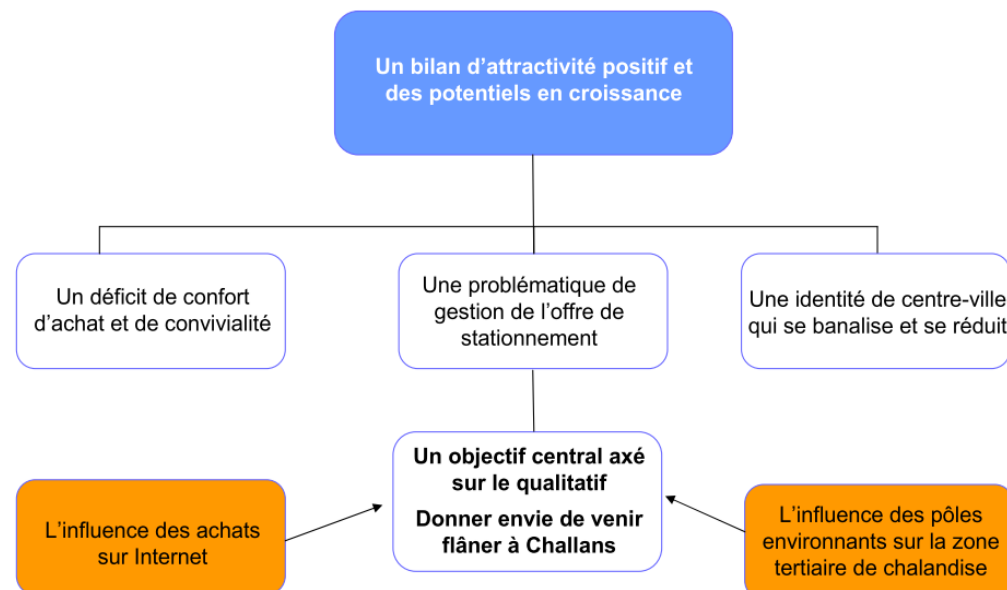 Un bilan d’attractivité positif et
des potentiels en croissance
Un déficit de confort
d’achat et de convivialité
Une problématique de
gestion de l’offre de
stationnement
Une identité de centre-ville
qui se banalise et se réduit
Un objectif central axé
sur le qualitatif
Donner envie de venir
flâner à Challans
L’influence des achats
sur Internet
L’influence des pôles
environnants sur la zone
tertiaire de chalandise